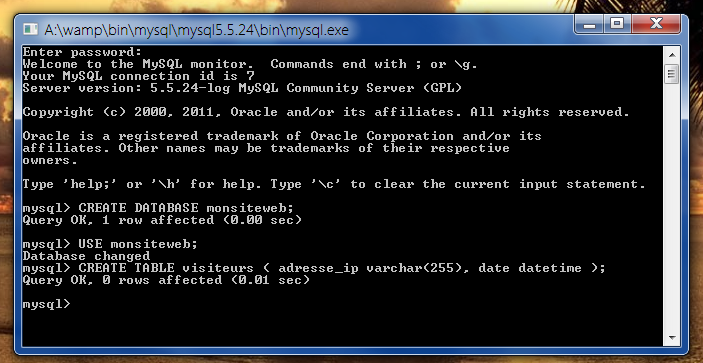 A:\wamp\bin\mysql\mysql5.5.24\bin\mysql.exe
Enter password:
Welcome to the MySQL monitor.  Commands end with ; or \g.
Your MySQL connection id is 7
Server version: 5.5.24-log MySQL Community Server (GPL)
Copyright (c) 2000, 2011, Oracle and/or its affiliates. All rights reserved.
Oracle is a registered trademark of Oracle Corporation and/or its
affiliates. Other names may be trademarks of their respective
owners.
Type 'help;' or '\h' for help. Type '\c' to clear the current input statement.
mysql> CREATE DATABASE monsiteweb;
Query OK, 1 row affected (0.00 sec)
mysql> USE monsiteweb;
Database changed
mysql> CREATE TABLE visiteurs ( adresse_ip varchar(255), date datetime );
Query OK, 0 rows affected (0.01 sec)
mysql>